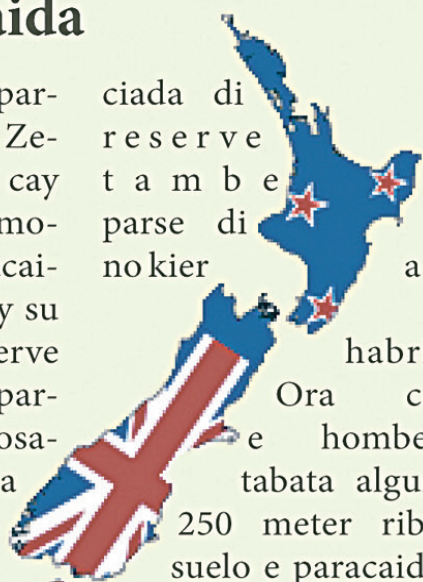 aida
par-
Ze-
cay
mo-
cai-
y su
erve
par-
osa-
a
ciada di
reserve
tambe
parse di
no kier a
habr
Ora c
e hombe
tabata algu
250 meter rib
suelo e paracaid